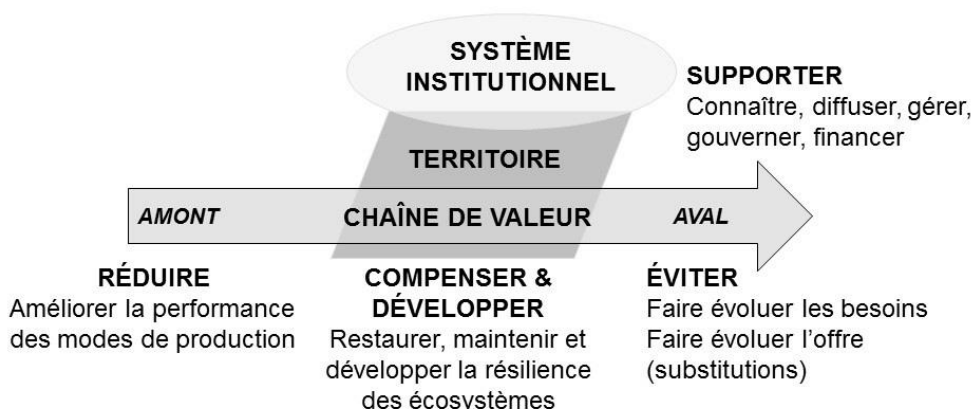 SYSTÈME
INSTITUTIONNEL
SUPPORTER
Connaître, diffuser, gérer,
gouverner, financer
TERRITOIRE
AMONT
CHAÎNE DE VALEUR
AVAL
RÉDUIRE
Améliorer la performance
des modes de production
COMPENSER &
DÉVELOPPER
Restaurer, maintenir et
développer la résilience
des écosystèmes
ÉVITER
Faire évoluer les besoins
Faire évoluer l’offre
(substitutions)